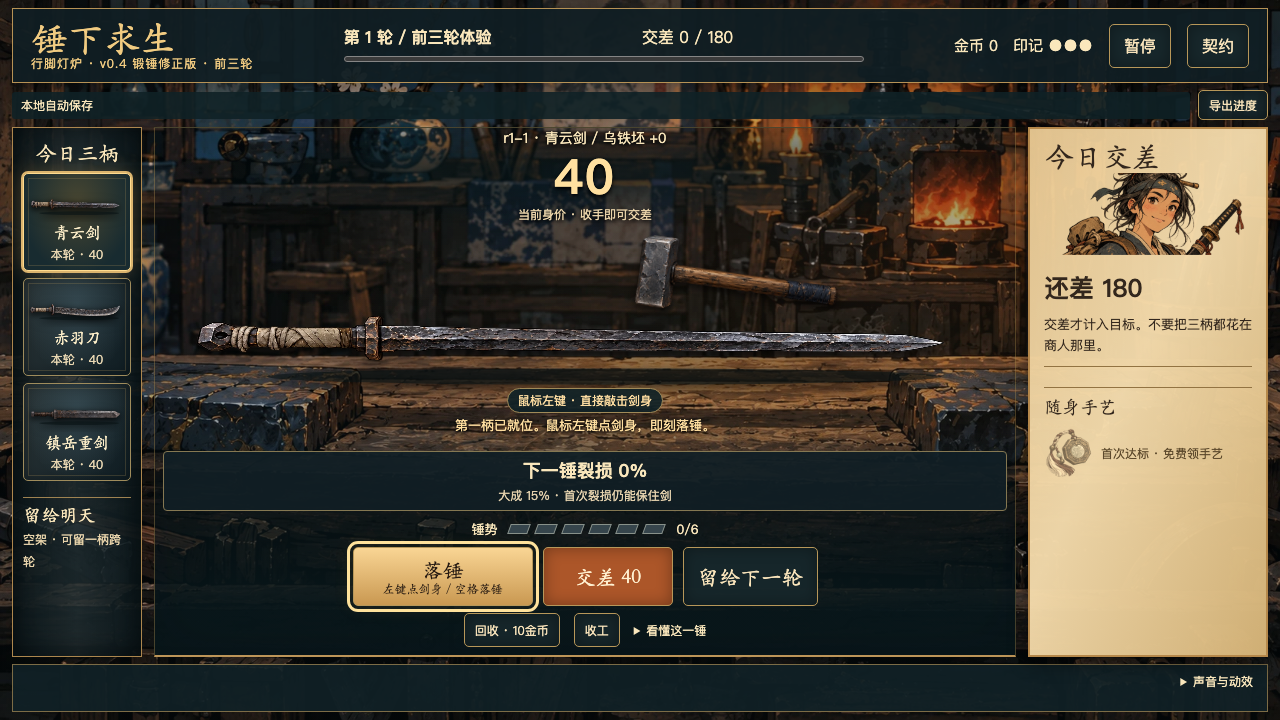 锤下求生
行脚灯炉 · v0.4 锻锤修正版 · 前三轮
第 1 轮 / 前三轮体验
交差 0 / 180
金币 0
印记
暂停
契约
本地自动保存
导出进度
今日三柄
青云剑
本轮 · 40
赤羽刀
本轮 · 40
镇岳重剑
本轮 · 40
留给明天
空架 · 可留一柄跨
轮
r1-1 · 青云剑 / 乌铁坯 +0
40
当前身价 · 收手即可交差
鼠标左键 · 直接敲击剑身
第一柄已就位。鼠标左键点剑身，即刻落锤。
下一锤裂损 0%
大成 15% · 首次裂损仍能保住剑
锤势 0/6
落锤
左键点剑身 / 空格落锤
交差 40
留给下一轮
回收 · 10金币
收工
▶ 看懂这一锤
今日交差
还差 180
交差才计入目标。不要把三柄都花在
商人那里。
随身手艺
首次达标 · 免费领手艺
▶ 声音与动效